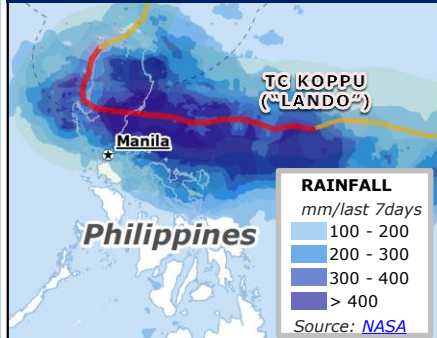 TC KOPPU
("LANDO")
Manila
Philippines
RAINFALL
mm/last 7days
100 - 200
200 - 300
300 - 400
> 400
Source: NASA